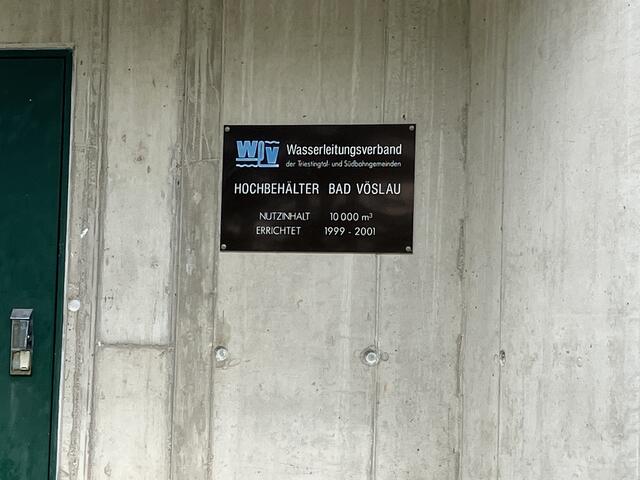 WLV Wasserleitungsverband
der Triestingtal- und Südbahngemeinden
HOCHBEHÄLTER BAD VÖSLAU
NUTZINHALT 10 000 m³
ERRICHTET 1999 - 2001